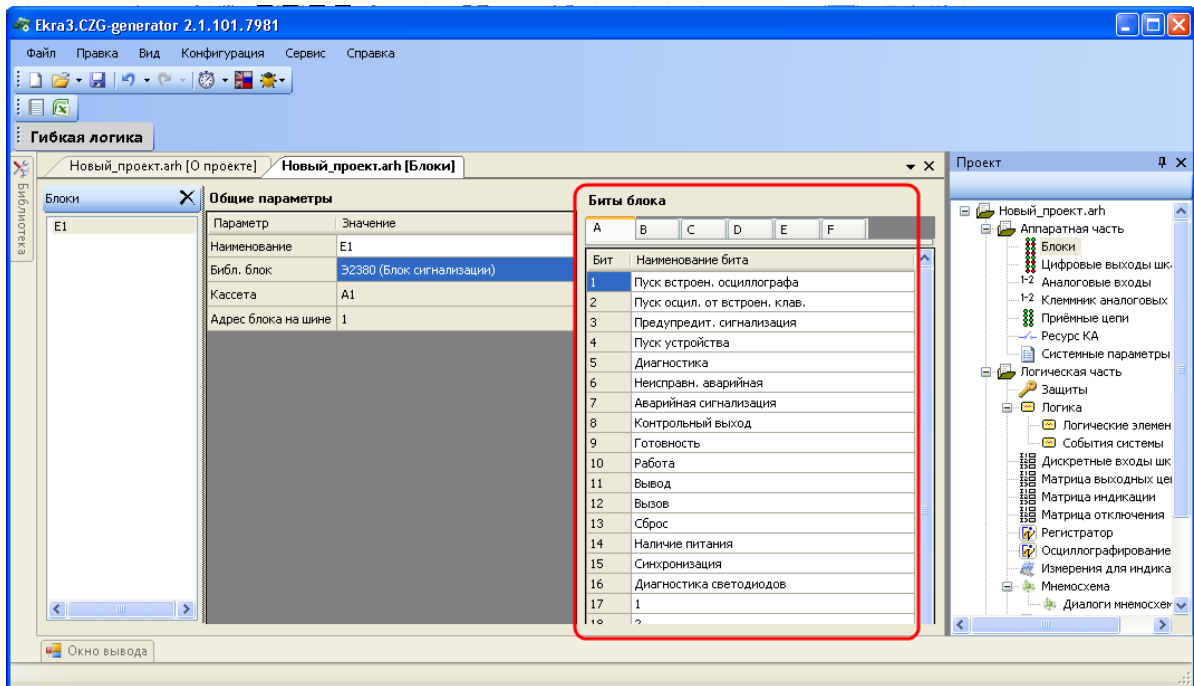 Ekra3.CZG-generator 2.1.101.7981
Файл Правка Вид Конфигурация Сервис Справка
Гибкая логика
Библиотека
Новый_проект.arh [О проекте] Новый_проект.arh [Блоки]
Блоки
E1
Общие параметры
Параметр Значение
Наименование E1
Библ. блок Э2380 (Блок сигнализации)
Кассета A1
Адрес блока на шине 1
Биты блока
A B C D E F
Бит Наименование бита
1 Пуск встроен. осциллографа
2 Пуск осцил. от встроен. клав.
3 Предупредит. сигнализация
4 Пуск устройства
5 Диагностика
6 Неисправн. аварийная
7 Аварийная сигнализация
8 Контрольный выход
9 Готовность
10 Работа
11 Вывод
12 Вызов
13 Сброс
14 Наличие питания
15 Синхронизация
16 Диагностика светодиодов
17 1
Проект
Новый_проект.arh
Аппаратная часть
Блоки
Цифровые выходы шк
Аналоговые входы
Клеммник аналоговых
Приёмные цепи
Ресурс КА
Системные параметры
Логическая часть
Защиты
Логика
Логические элемен
События системы
Дискретные входы шк
Матрица выходных цеп
Матрица индикации
Матрица отключения
Регистратор
Осциллографирование
Измерения для индика
Мнемосхема
Диалоги мнемосхем
Окно вывода